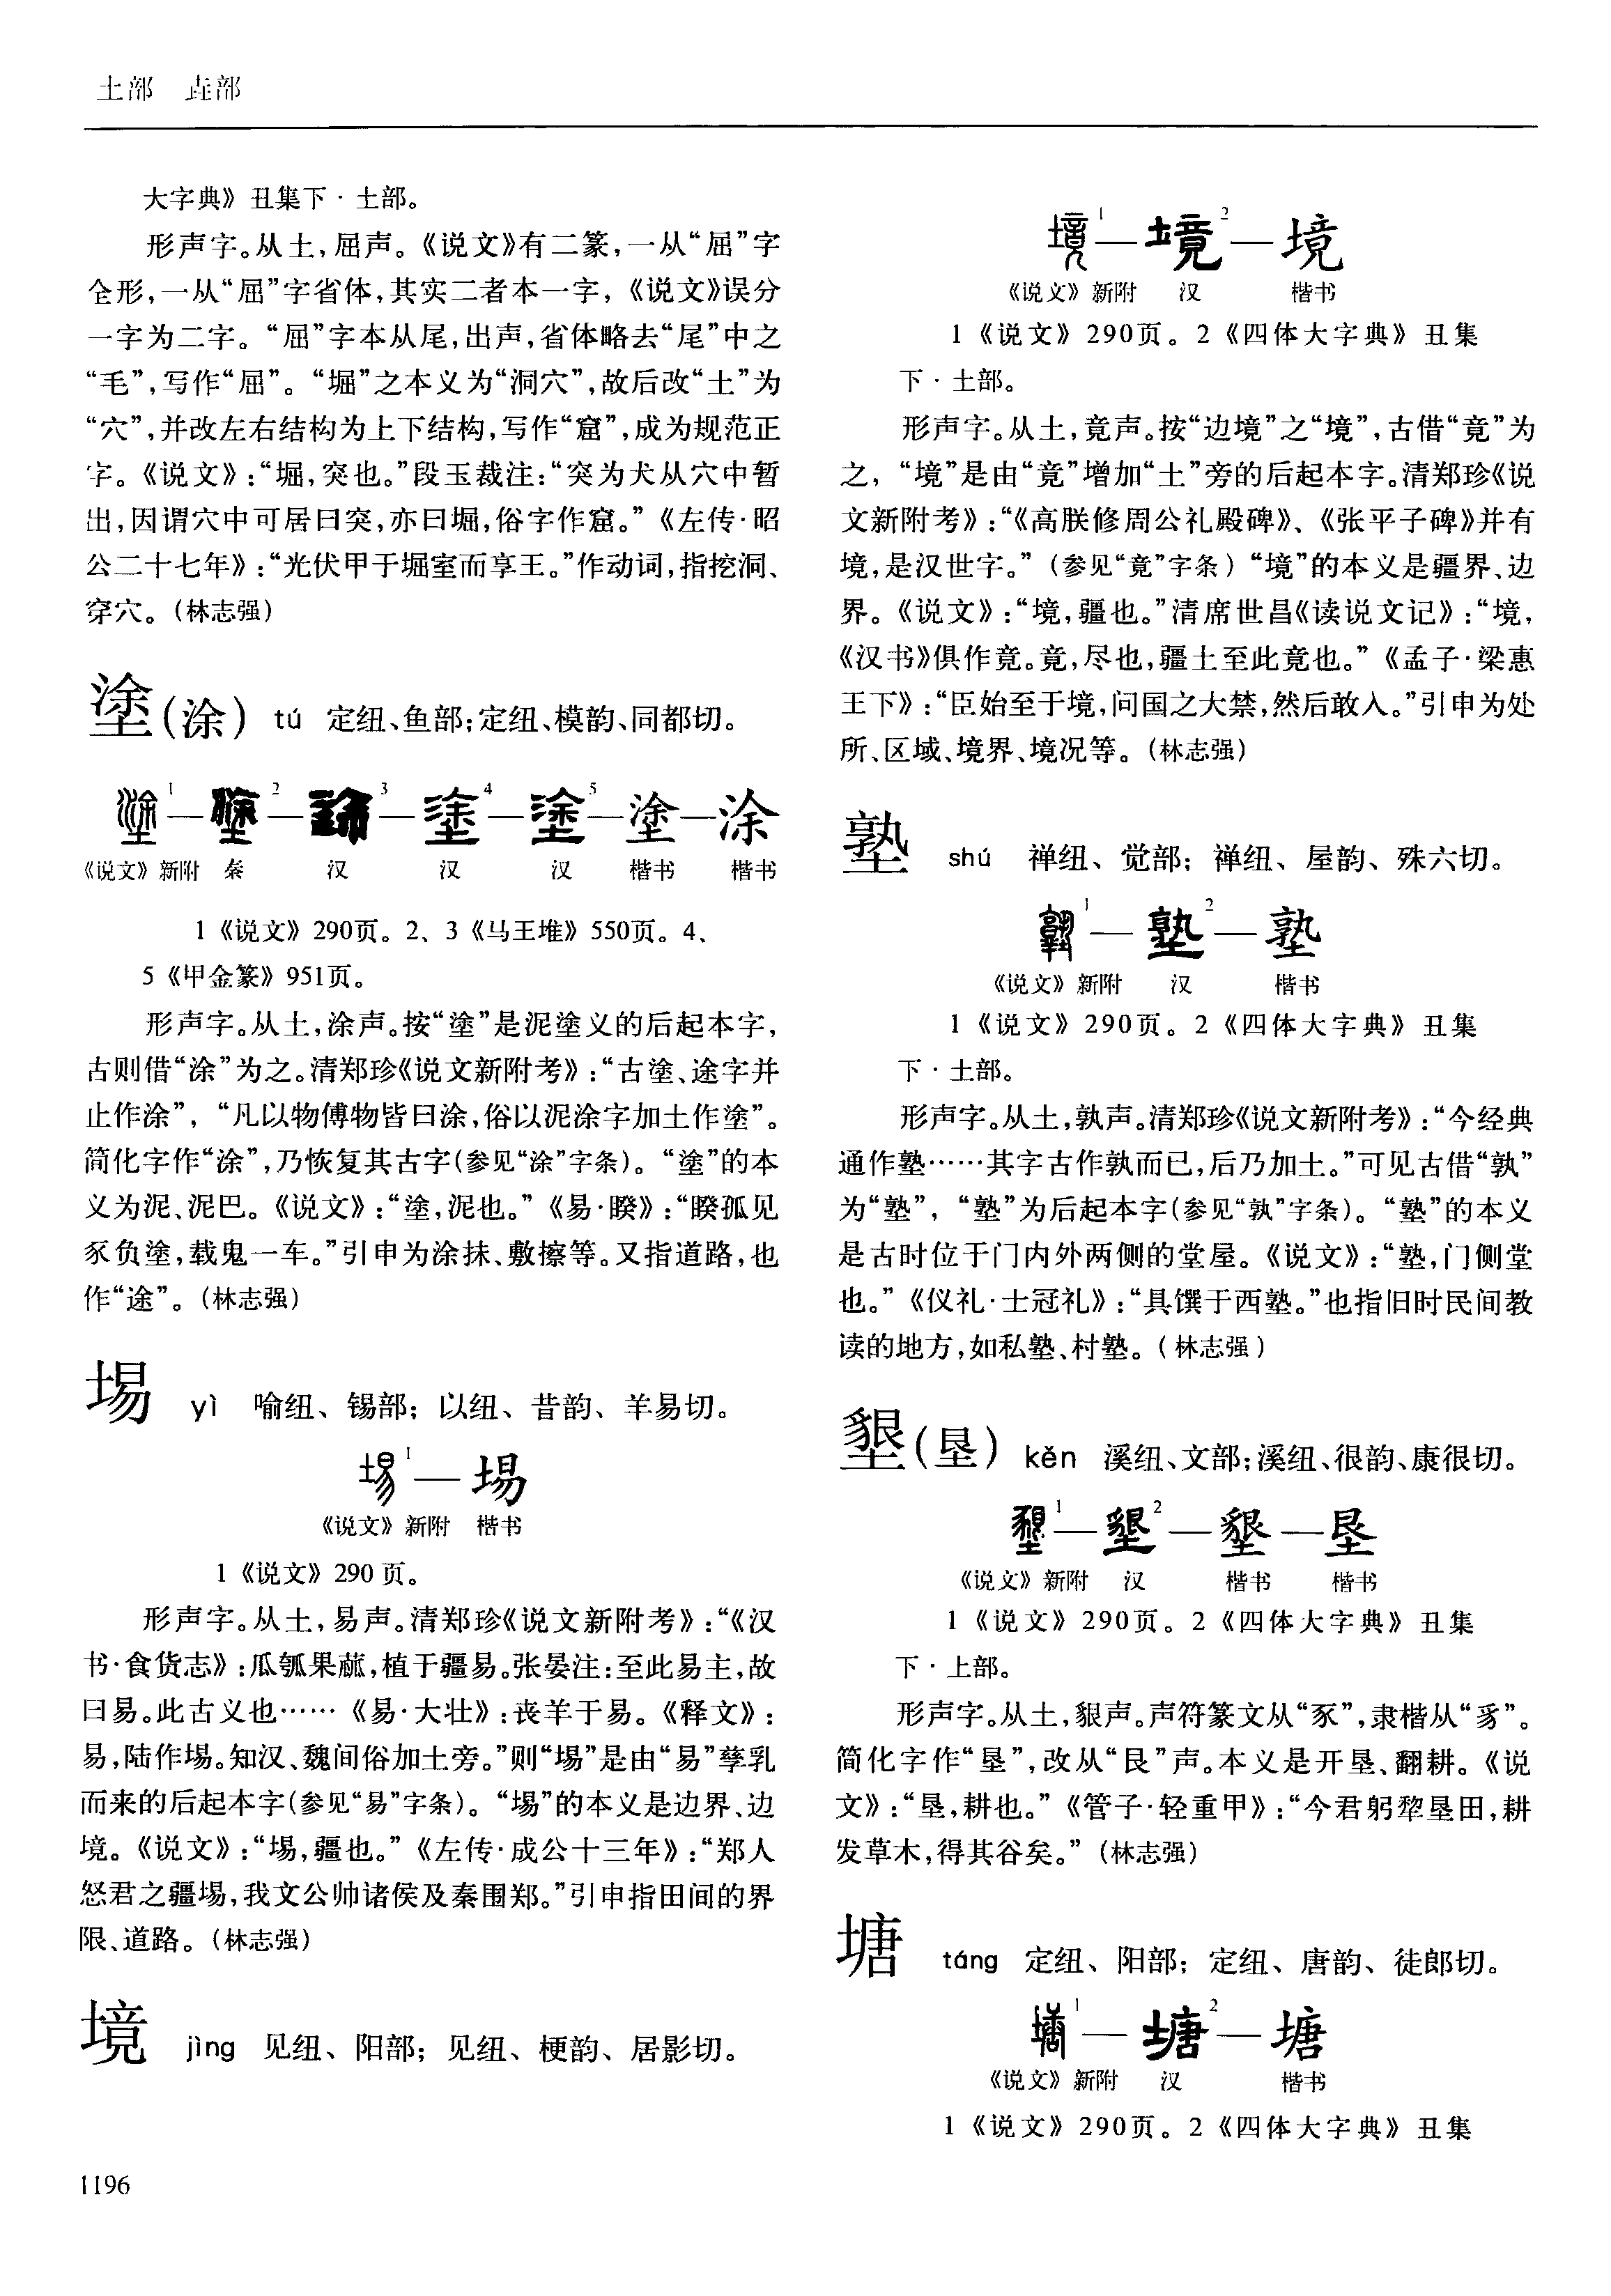 土部　垚部
大字典》丑集下·土部。
形声字。从土，屈声。《说文》有二篆，一从“屈”字
全形，一从“屈”字省体，其实二者本一字，《说文》误分
一字为二字。“屈”字本从尾，出声，省体略去“尾”中之
“毛”，写作“屈”。“堀”之本义为“洞穴”，故后改“土”为
“穴”，并改左右结构为上下结构，写作“窟”，成为规范正
字。《说文》：“堀，突也。”段玉裁注：“突为犬从穴中暂
出，因谓穴中可居曰突，亦曰堀，俗字作窟。”《左传·昭
公二十七年》：“光伏甲于堀室而享王。”作动词，指挖洞、
穿穴。（林志强）
塗（涂） tú 定纽、鱼部；定纽、模韵、同都切。
塗1—塗2—塗3—塗4—塗5—塗—涂
《说文》新附 秦 汉 汉 汉 楷书 楷书
1《说文》290页。2、3《马王堆》550页。4、
5《甲金篆》951页。
形声字。从土，涂声。按“塗”是泥塗义的后起本字，
古则借“涂”为之。清郑珍《说文新附考》：“古塗、途字并
止作涂”，“凡以物傅物皆曰涂，俗以泥涂字加土作塗”。
简化字作“涂”，乃恢复其古字（参见“涂”字条）。“塗”的本
义为泥、泥巴。《说文》：“塗，泥也。”《易·睽》：“睽孤见
豕负塗，载鬼一车。”引申为涂抹、敷擦等。又指道路，也
作“途”。（林志强）
埸 yì 喻纽、锡部；以纽、昔韵、羊易切。
埸1—埸
《说文》新附 楷书
1《说文》290页。
形声字。从土，易声。清郑珍《说文新附考》：“《汉
书·食货志》：瓜瓠果蓏，植于疆易。张晏注：至此易主，故
曰易。此古义也……《易·大壮》：丧羊于易。《释文》：
易，陆作埸。知汉、魏间俗加土旁。”则“埸”是由“易”孳乳
而来的后起本字（参见“易”字条）。“埸”的本义是边界、边
境。《说文》：“埸，疆也。”《左传·成公十三年》：“郑人
怒君之疆埸，我文公帅诸侯及秦围郑。”引申指田间的界
限、道路。（林志强）
境 jìng 见纽、阳部；见纽、梗韵、居影切。
境1—境2—境
《说文》新附 汉 楷书
1《说文》290页。2《四体大字典》丑集
下·土部。
形声字。从土，竟声。按“边境”之“境”，古借“竟”为
之，“境”是由“竟”增加“土”旁的后起本字。清郑珍《说
文新附考》：“《高朕修周公礼殿碑》、《张平子碑》并有
境，是汉世字。”（参见“竟”字条）“境”的本义是疆界、边
界。《说文》：“境，疆也。”清席世昌《读说文记》：“境，
《汉书》俱作竟。竟，尽也，疆土至此竟也。”《孟子·梁惠
王下》：“臣始至于境，问国之大禁，然后敢入。”引申为处
所、区域、境界、境况等。（林志强）
塾 shú 禅纽、觉部；禅纽、屋韵、殊六切。
塾1—塾2—塾
《说文》新附 汉 楷书
1《说文》290页。2《四体大字典》丑集
下·土部。
形声字。从土，孰声。清郑珍《说文新附考》：“今经典
通作塾……其字古作孰而已，后乃加土。”可见古借“孰”
为“塾”，“塾”为后起本字（参见“孰”字条）。“塾”的本义
是古时位于门内外两侧的堂屋。《说文》：“塾，门侧堂
也。”《仪礼·士冠礼》：“具馔于西塾。”也指旧时民间教
读的地方，如私塾、村塾。（林志强）
墾（垦） kěn 溪纽、文部；溪纽、很韵、康很切。
墾1—墾2—墾—垦
《说文》新附 汉 楷书 楷书
1《说文》290页。2《四体大字典》丑集
下·土部。
形声字。从土，貇声。声符篆文从“豕”，隶楷从“豸”。
简化字作“垦”，改从“艮”声。本义是开垦、翻耕。《说
文》：“垦，耕也。”《管子·轻重甲》：“今君躬犂垦田，耕
发草木，得其谷矣。”（林志强）
塘 táng 定纽、阳部；定纽、唐韵、徒郎切。
塘1—塘2—塘
《说文》新附 汉 楷书
1《说文》290页。2《四体大字典》丑集
1196